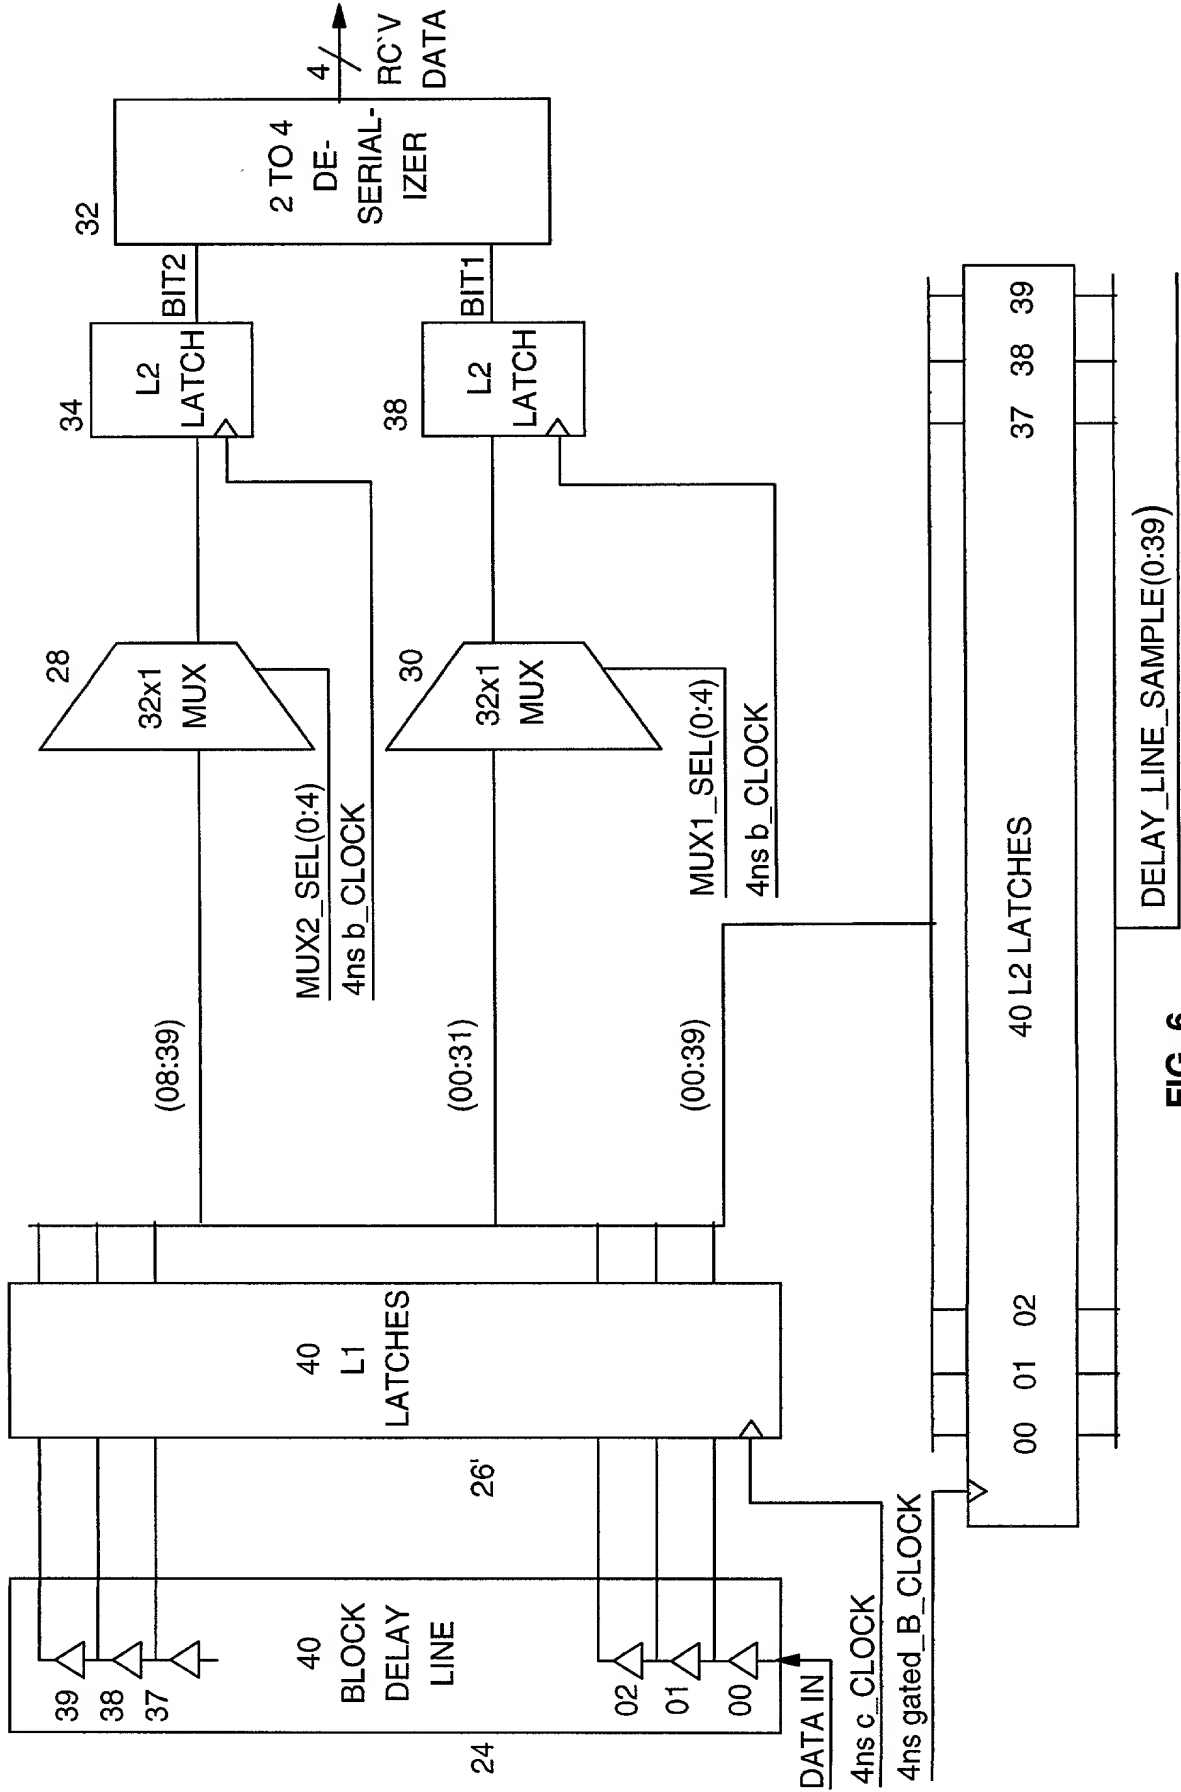 39
38
37
40
BLOCK
DELAY
LINE
02
01
00
24
DATA IN
4ns c_CLOCK
4ns gated_B_CLOCK
40
L1
LATCHES
26'
(08:39)
(00:31)
(00:39)
MUX2_SEL(0:4)
4ns b_CLOCK
28
32x1
MUX
30
32x1
MUX
MUX1_SEL(0:4)
4ns b_CLOCK
34
L2
LATCH
38
L2
LATCH
BIT2
BIT1
32
2 TO 4
DE-
SERIAL-
IZER
4
RC`V
DATA
00 01 02 40 L2 LATCHES 37 38 39
DELAY_LINE_SAMPLE(0:39)
FIG. 6